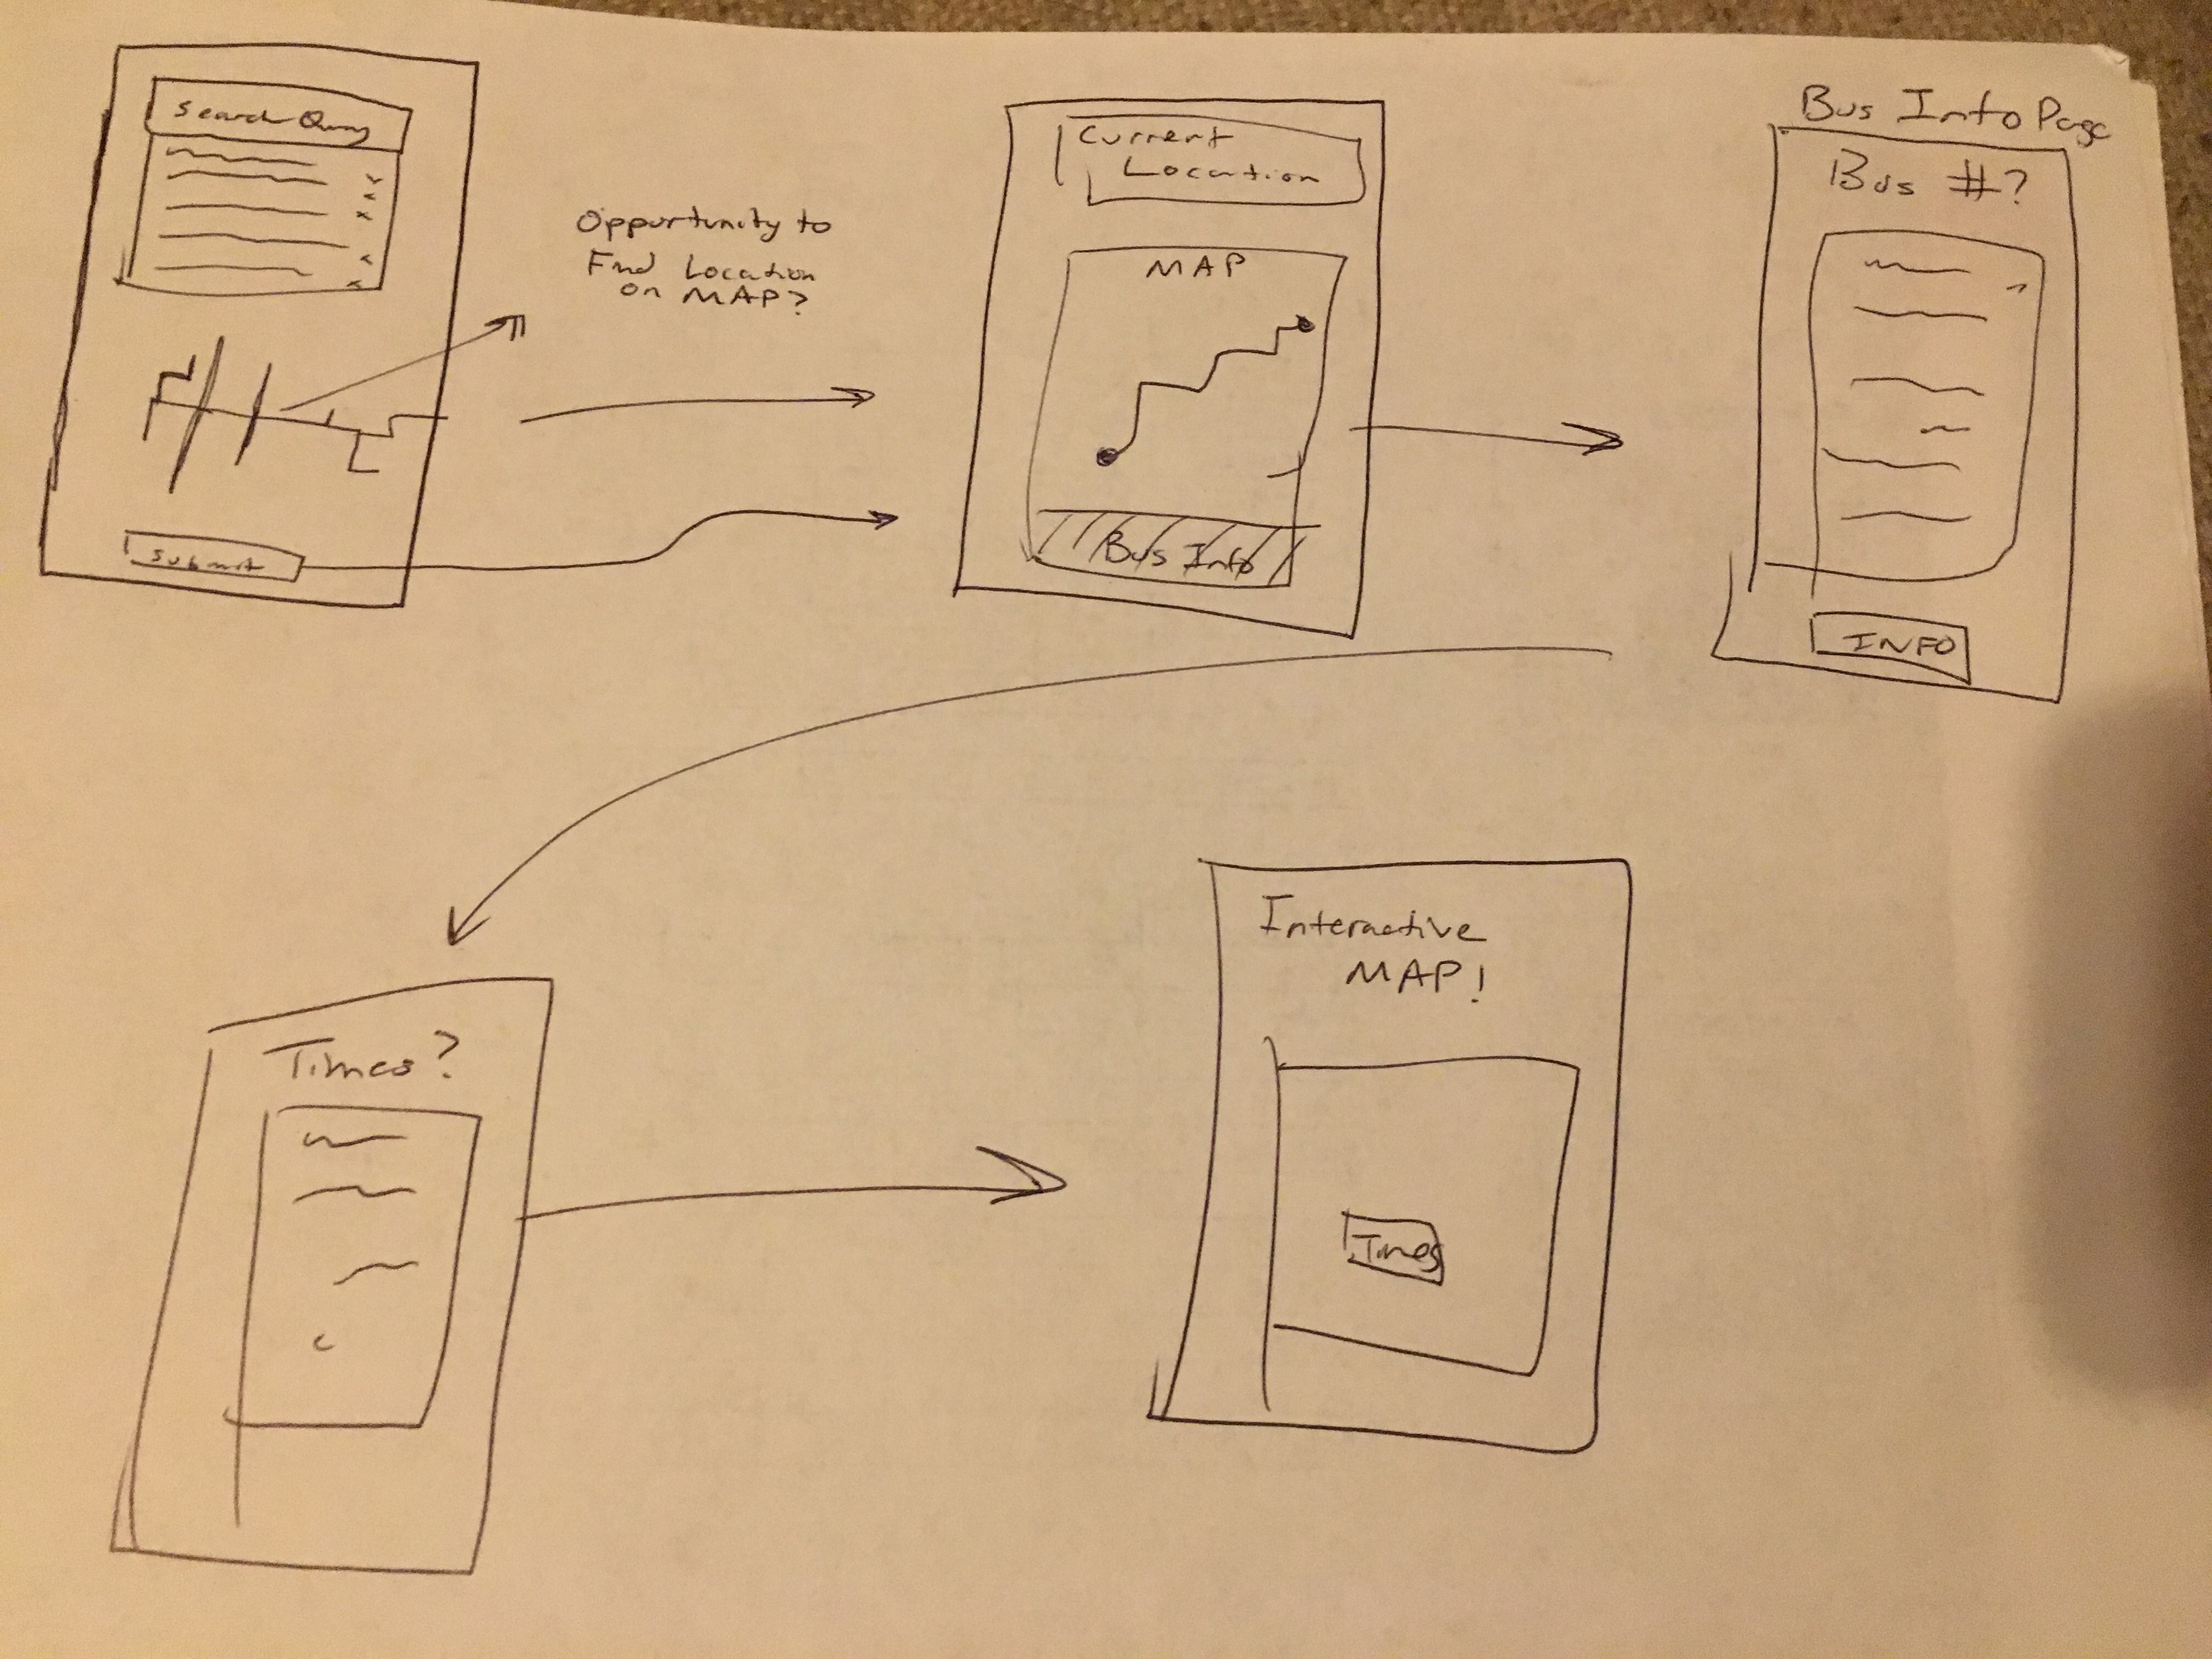 Search Query
Submit
Opportunity to
Find Location
on MAP?
Current
Location
MAP
Bus Info
Bus Info Page
Bus #?
INFO
Times?
Interactive
MAP!
Times